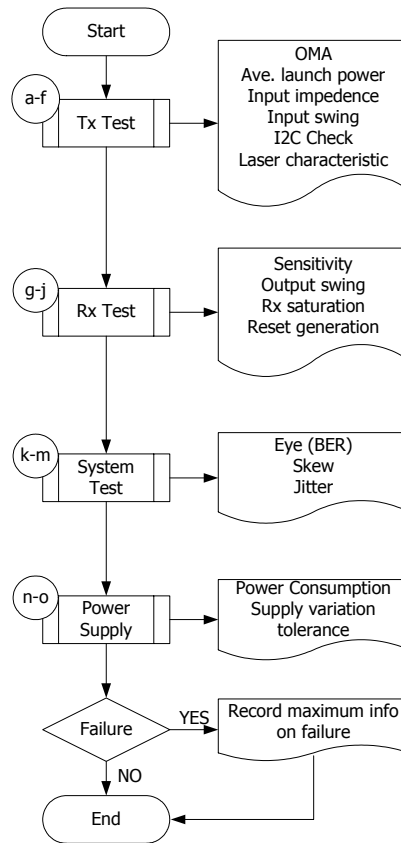 Start
a-f
Tx Test
OMA
Ave. launch power
Input impedence
Input swing
I2C Check
Laser characteristic
g-j
Rx Test
Sensitivity
Output swing
Rx saturation
Reset generation
k-m
System
Test
Eye (BER)
Skew
Jitter
n-o
Power
Supply
Power Consumption
Supply variation
tolerance
Failure
YES
Record maximum info
on failure
NO
End